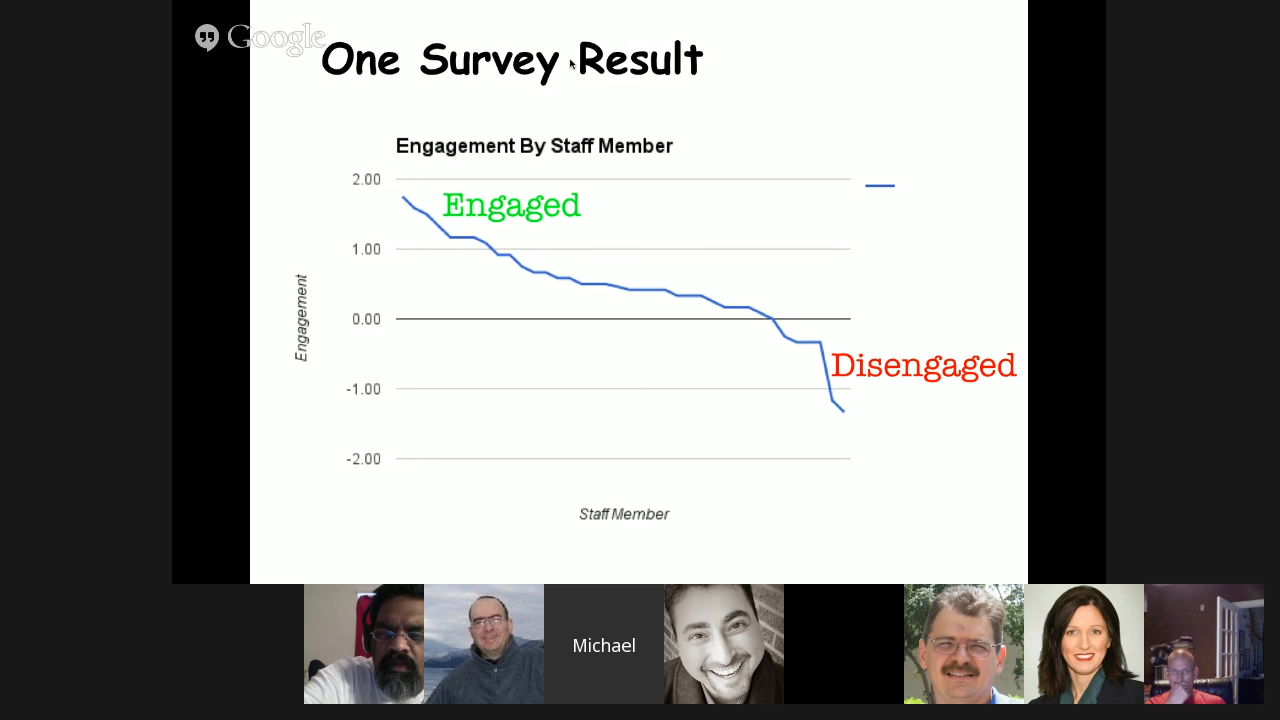 Google
One Survey Result
Engagement By Staff Member
2.00
Engaged
1.00
Engagement
0.00
Disengaged
-1.00
-2.00
Staff Member
Michael